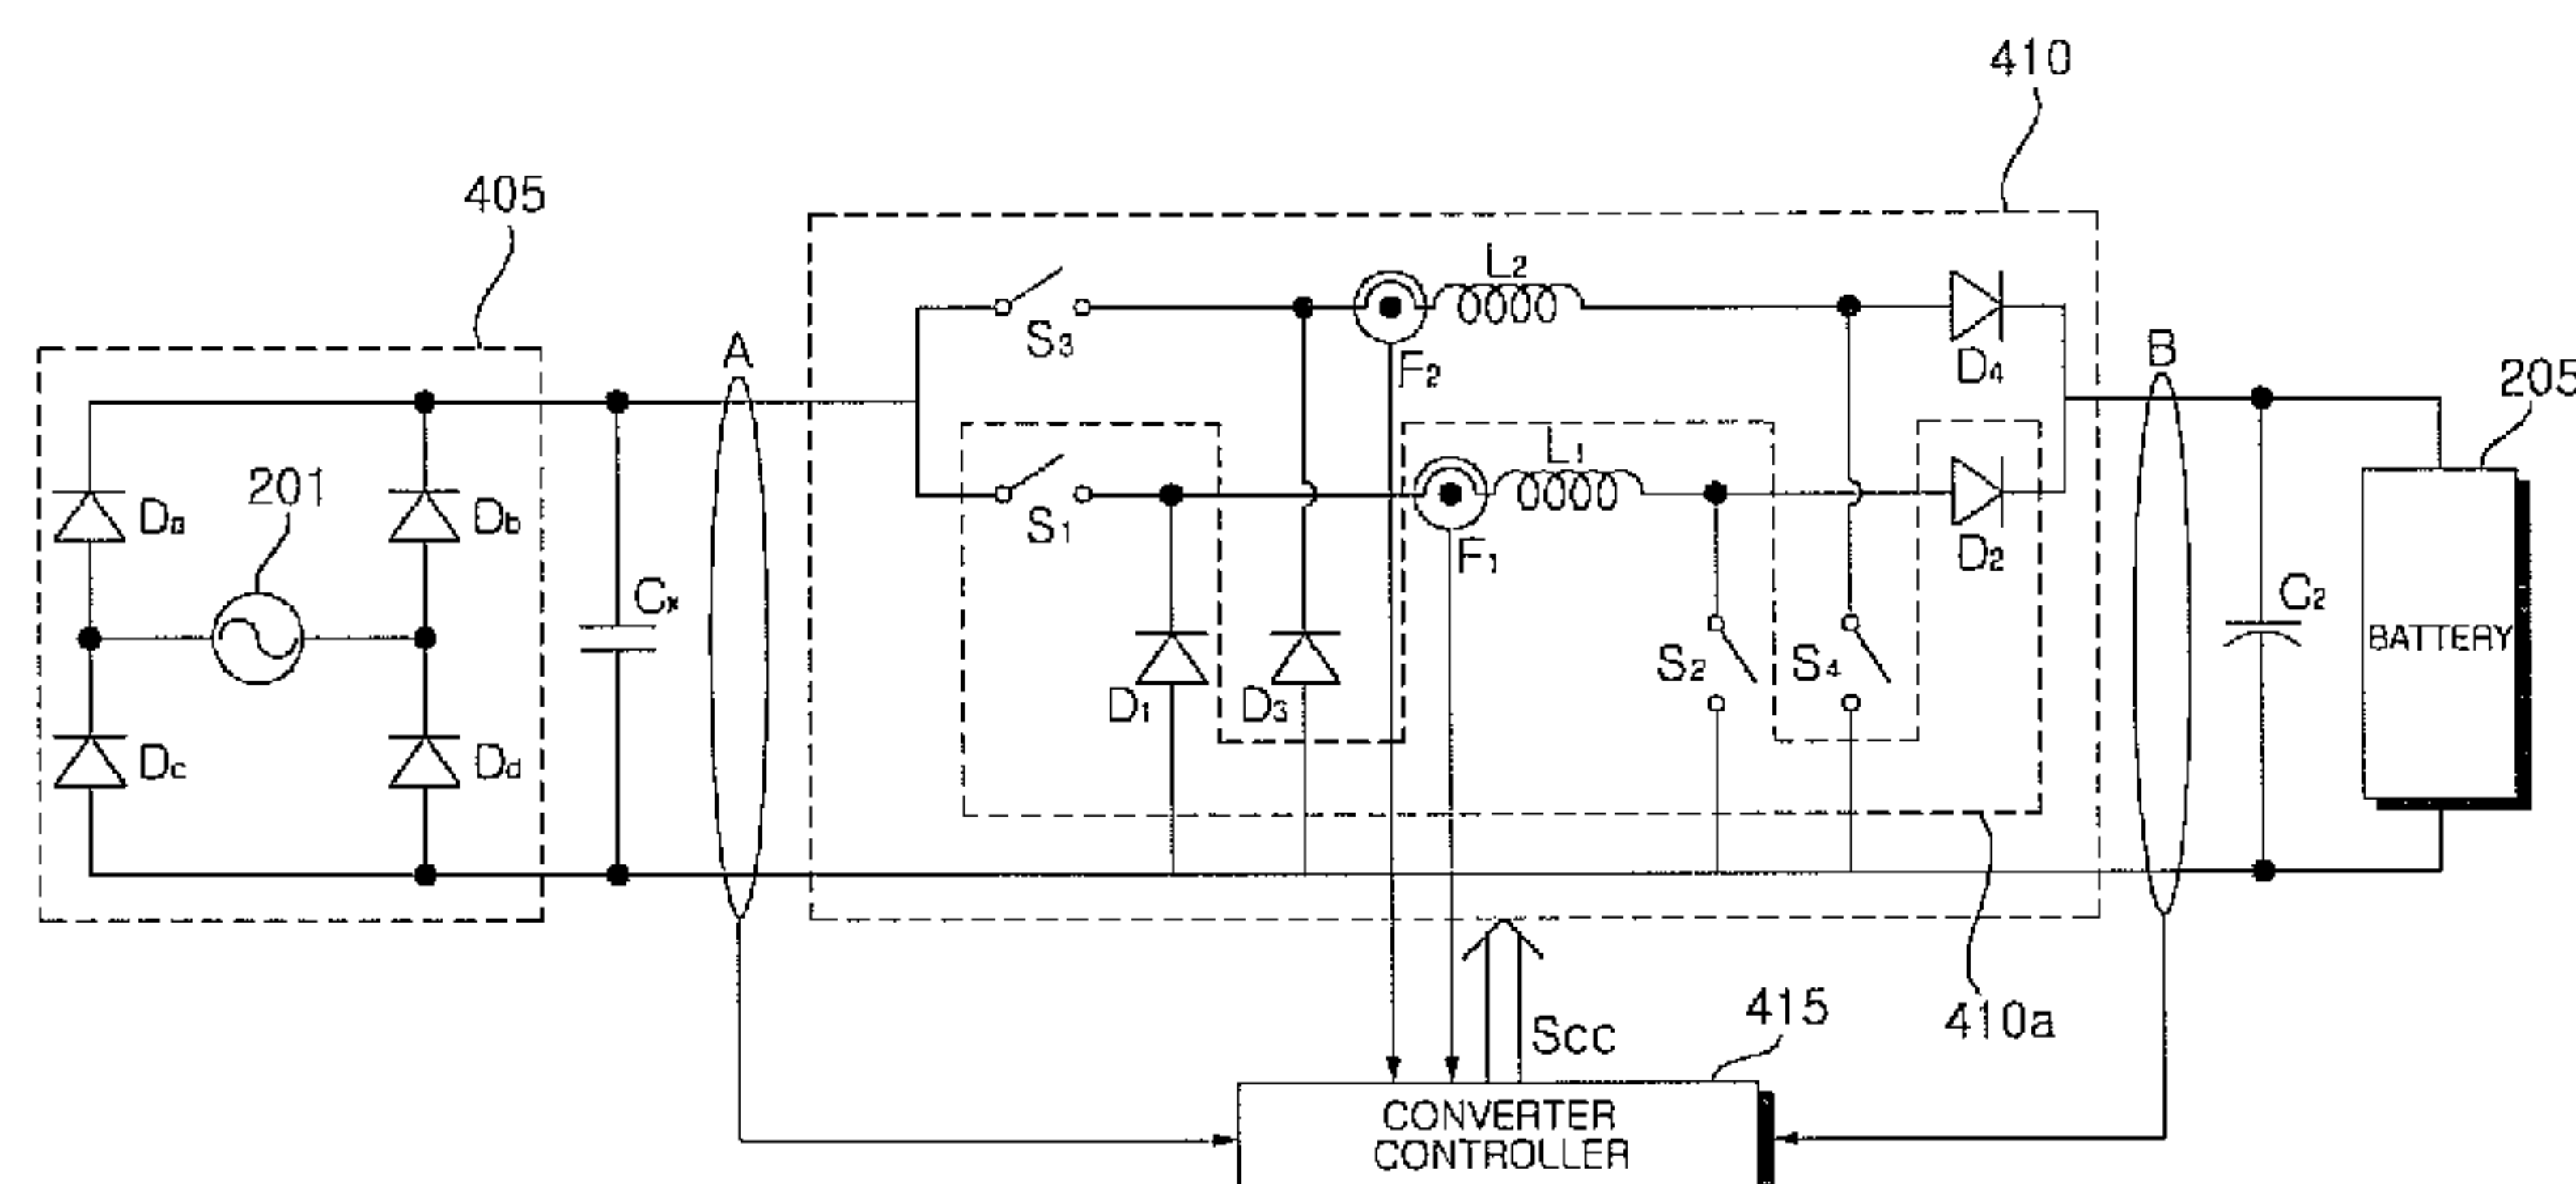 410
405
L2
S3
F2
D4
A
B
205
201
L1
Da
Db
S1
F1
D2
Cx
C2
BATTERY
S2
S4
D1
D3
Dc
Dd
415
410a
SCC
CONVERTER
CONTROLLER